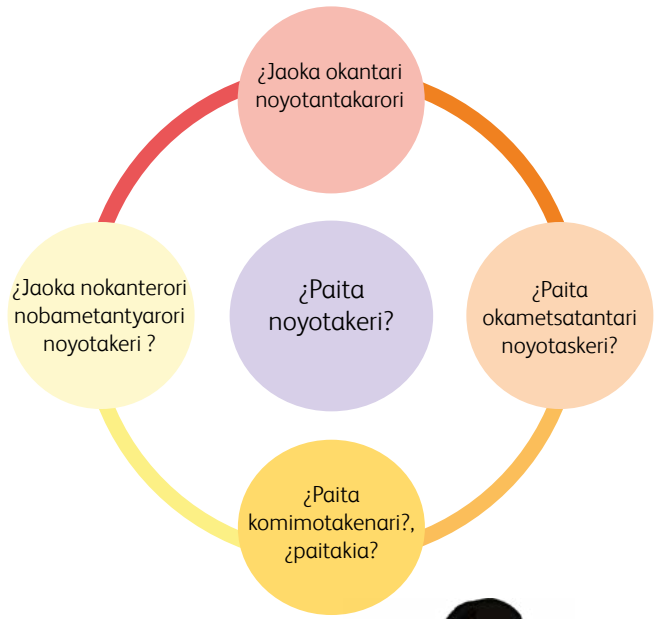 ¿Jaoka okantari
noyotantakarori
¿Jaoka nokanterori
nobametantyarori
noyotakeri ?
¿Paita
noyotakeri?
¿Paita
okametsatantari
noyotaskeri?
¿Paita
komimotakenari?,
¿paitakia?